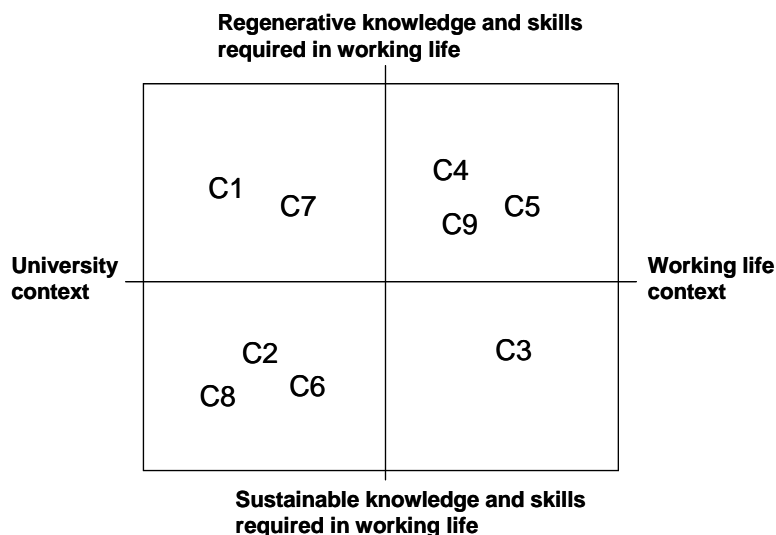 Regenerative knowledge and skills
required in working life
C1
C7
C4
C9
C5
University
context
Working life
context
C2
C8
C6
C3
Sustainable knowledge and skills
required in working life